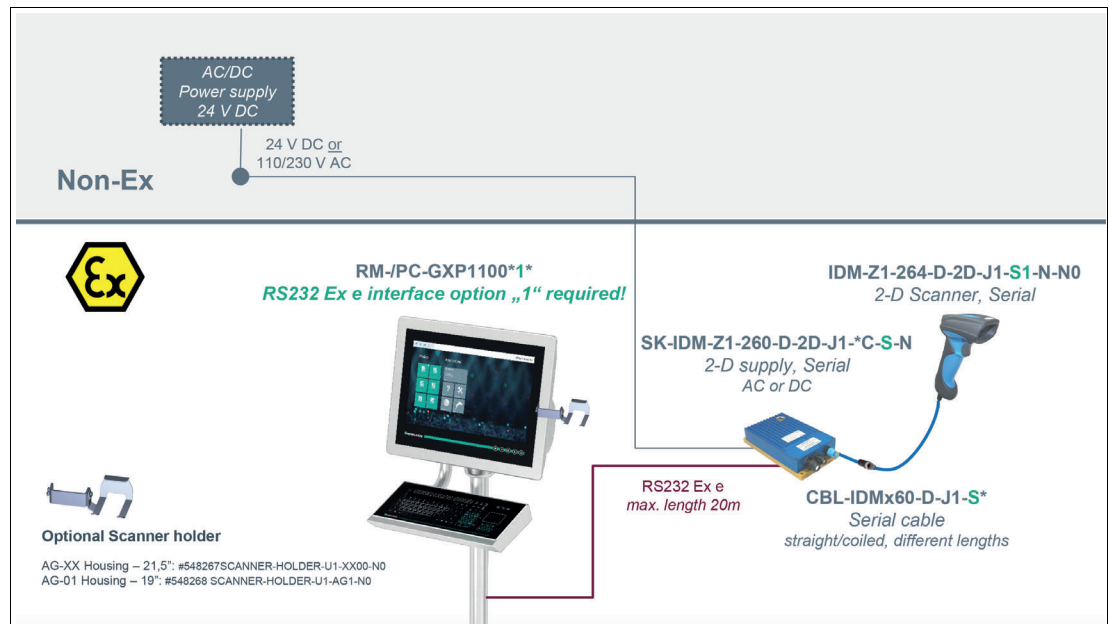 AC/DC
Power supply
24 V DC
24 V DC or
110/230 V AC
Non-Ex
Ex
RM-/PC-GXP1100*1*
RS232 Ex e interface option „1“ required!
IDM-Z1-264-D-2D-J1-S1-N-N0
2-D Scanner, Serial
SK-IDM-Z1-260-D-2D-J1-*C-S-N
2-D supply, Serial
AC or DC
RS232 Ex e
max. length 20m
CBL-IDMx60-D-J1-S*
Serial cable
straight/coiled, different lengths
Optional Scanner holder
AG-XX Housing – 21,5”: #548267SCANNER-HOLDER-U1-XX00-N0
AG-01 Housing – 19”: #548268 SCANNER-HOLDER-U1-AG1-N0